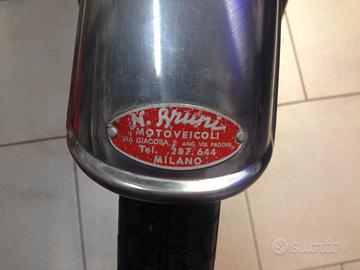 N. Bruni
MOTOVEICOLI
VIA GIACOSA, 2 ANG. VIA PADOVA
Tel. 287.644
MILANO
subito